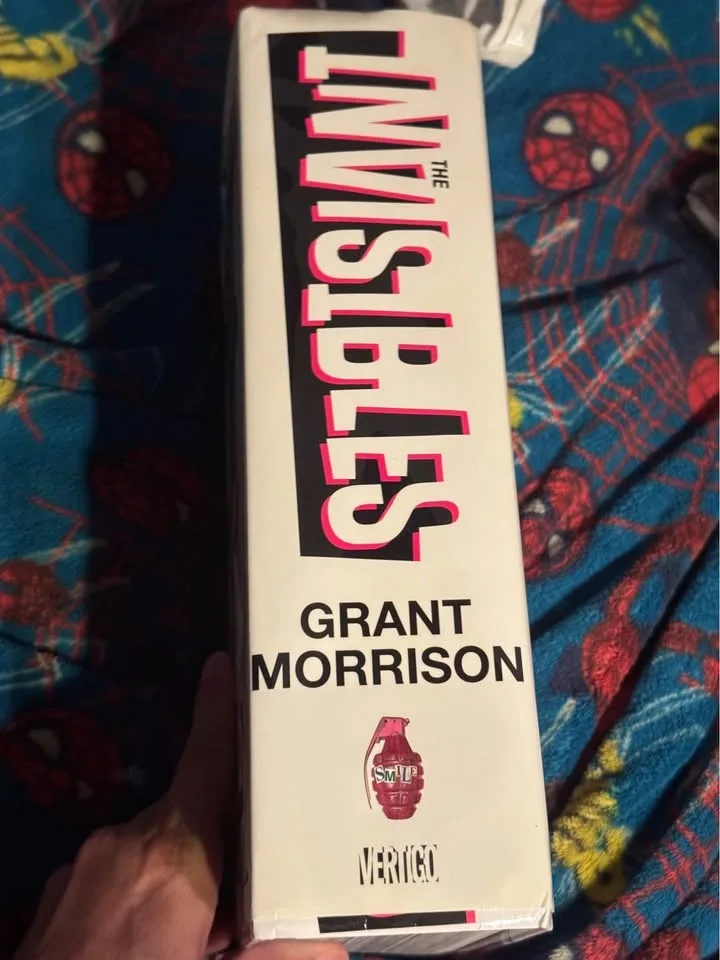 THE
INVISIBLES
GRANT
MORRISON
SMILE
VERTIGO